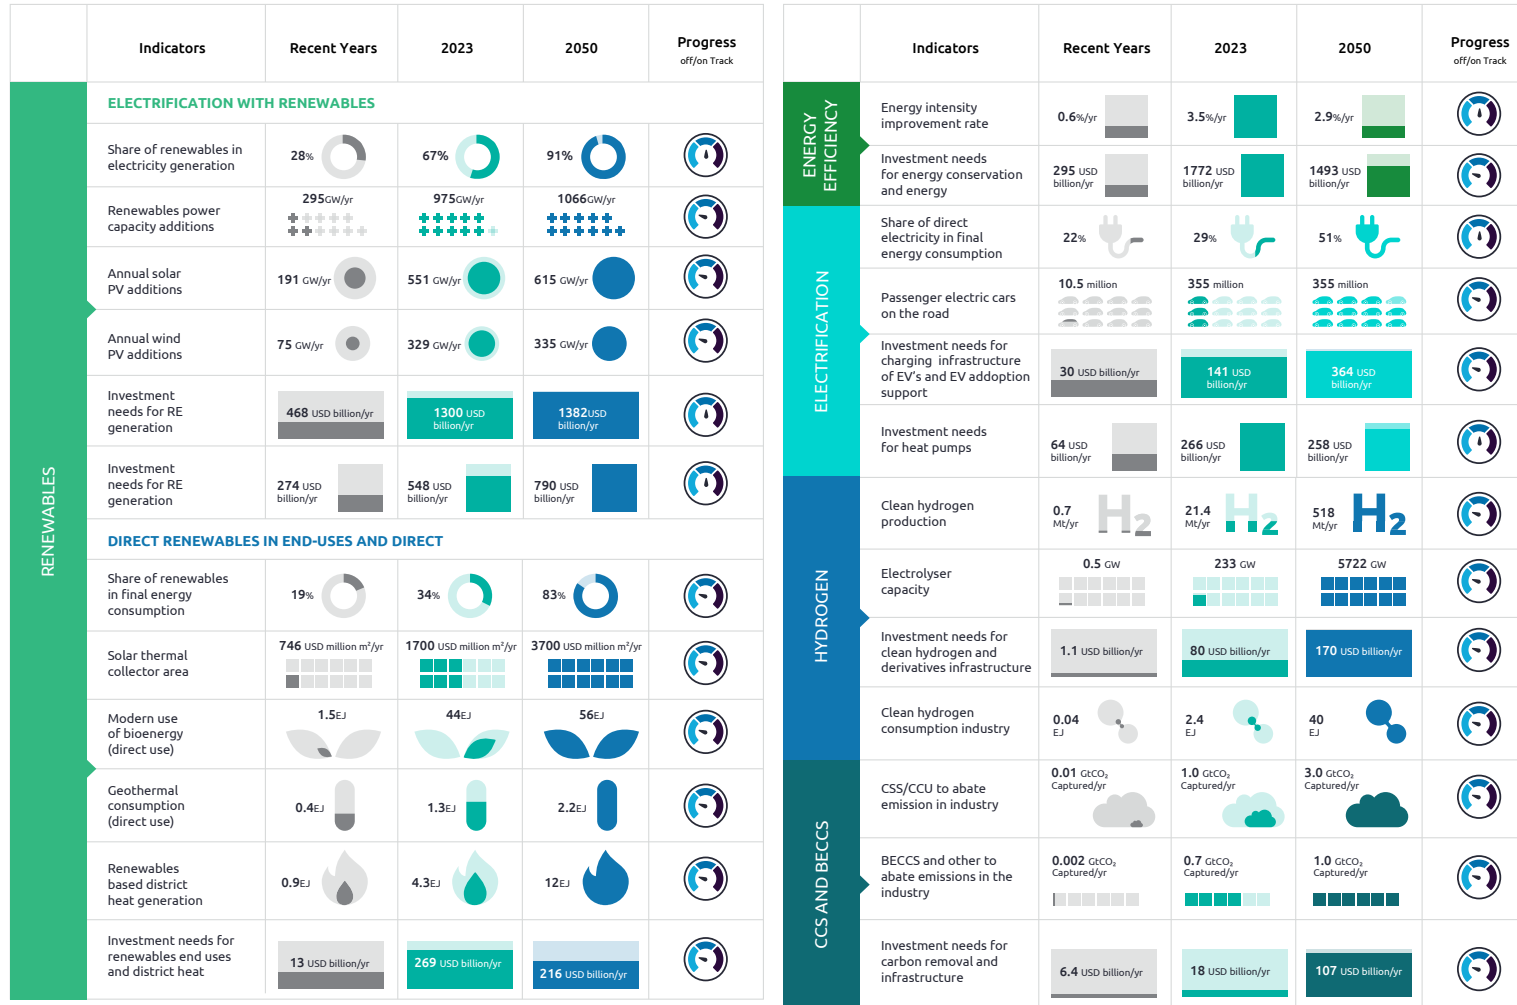 Indicators
Recent Years
2023
2050
Progress
off/on Track
RENEWABLES
ELECTRIFICATION WITH RENEWABLES
Share of renewables in
electricity generation
28%
67%
91%
Renewables power
capacity additions
295GW/yr
975GW/yr
1066GW/yr
Annual solar
PV additions
191 GW/yr
551 GW/yr
615 GW/yr
Annual wind
PV additions
75 GW/yr
329 GW/yr
335 GW/yr
Investment
needs for RE
generation
468 USD billion/yr
1300 USD
billion/yr
1382USD
billion/yr
Investment
needs for RE
generation
274 USD
billion/yr
548 USD
billion/yr
790 USD
billion/yr
DIRECT RENEWABLES IN END-USES AND DIRECT
Share of renewables
in final energy
consumption
19%
34%
83%
Solar thermal
collector area
746 USD million m²/yr
1700 USD million m²/yr
3700 USD million m²/yr
Modern use
of bioenergy
(direct use)
1.5EJ
44EJ
56EJ
Geothermal
consumption
(direct use)
0.4EJ
1.3EJ
2.2EJ
Renewables
based district
heat generation
0.9EJ
4.3EJ
12EJ
Investment needs for
renewables end uses
and district heat
13 USD billion/yr
269 USD billion/yr
216 USD billion/yr
Indicators
Recent Years
2023
2050
Progress
off/on Track
ENERGY
EFFICIENCY
Energy intensity
improvement rate
0.6%/yr
3.5%/yr
2.9%/yr
Investment needs
for energy conservation
and energy
295 USD
billion/yr
1772 USD
billion/yr
1493 USD
billion/yr
ELECTRIFICATION
Share of direct
electricity in final
energy consumption
22%
29%
51%
Passenger electric cars
on the road
10.5 million
355 million
355 million
Investment needs for
charging infrastructure
of EV's and EV addoption
support
30 USD billion/yr
141 USD
billion/yr
364 USD
billion/yr
Investment needs
for heat pumps
64 USD
billion/yr
266 USD
billion/yr
258 USD
billion/yr
HYDROGEN
Clean hydrogen
production
0.7
Mt/yr
H2
21.4
Mt/yr
H2
518
Mt/yr
H2
Electrolyser
capacity
0.5 GW
233 GW
5722 GW
Investment needs for
clean hydrogen and
derivatives infrastructure
1.1 USD billion/yr
80 USD billion/yr
170 USD billion/yr
Clean hydrogen
consumption industry
0.04
EJ
2.4
EJ
40
EJ
CCS AND BECCS
CSS/CCU to abate
emission in industry
0.01 GtCO₂
Captured/yr
1.0 GtCO₂
Captured/yr
3.0 GtCO₂
Captured/yr
BECCS and other to
abate emissions in the
industry
0.002 GtCO₂
Captured/yr
0.7 GtCO₂
Captured/yr
1.0 GtCO₂
Captured/yr
Investment needs for
carbon removal and
infrastructure
6.4 USD billion/yr
18 USD billion/yr
107 USD billion/yr